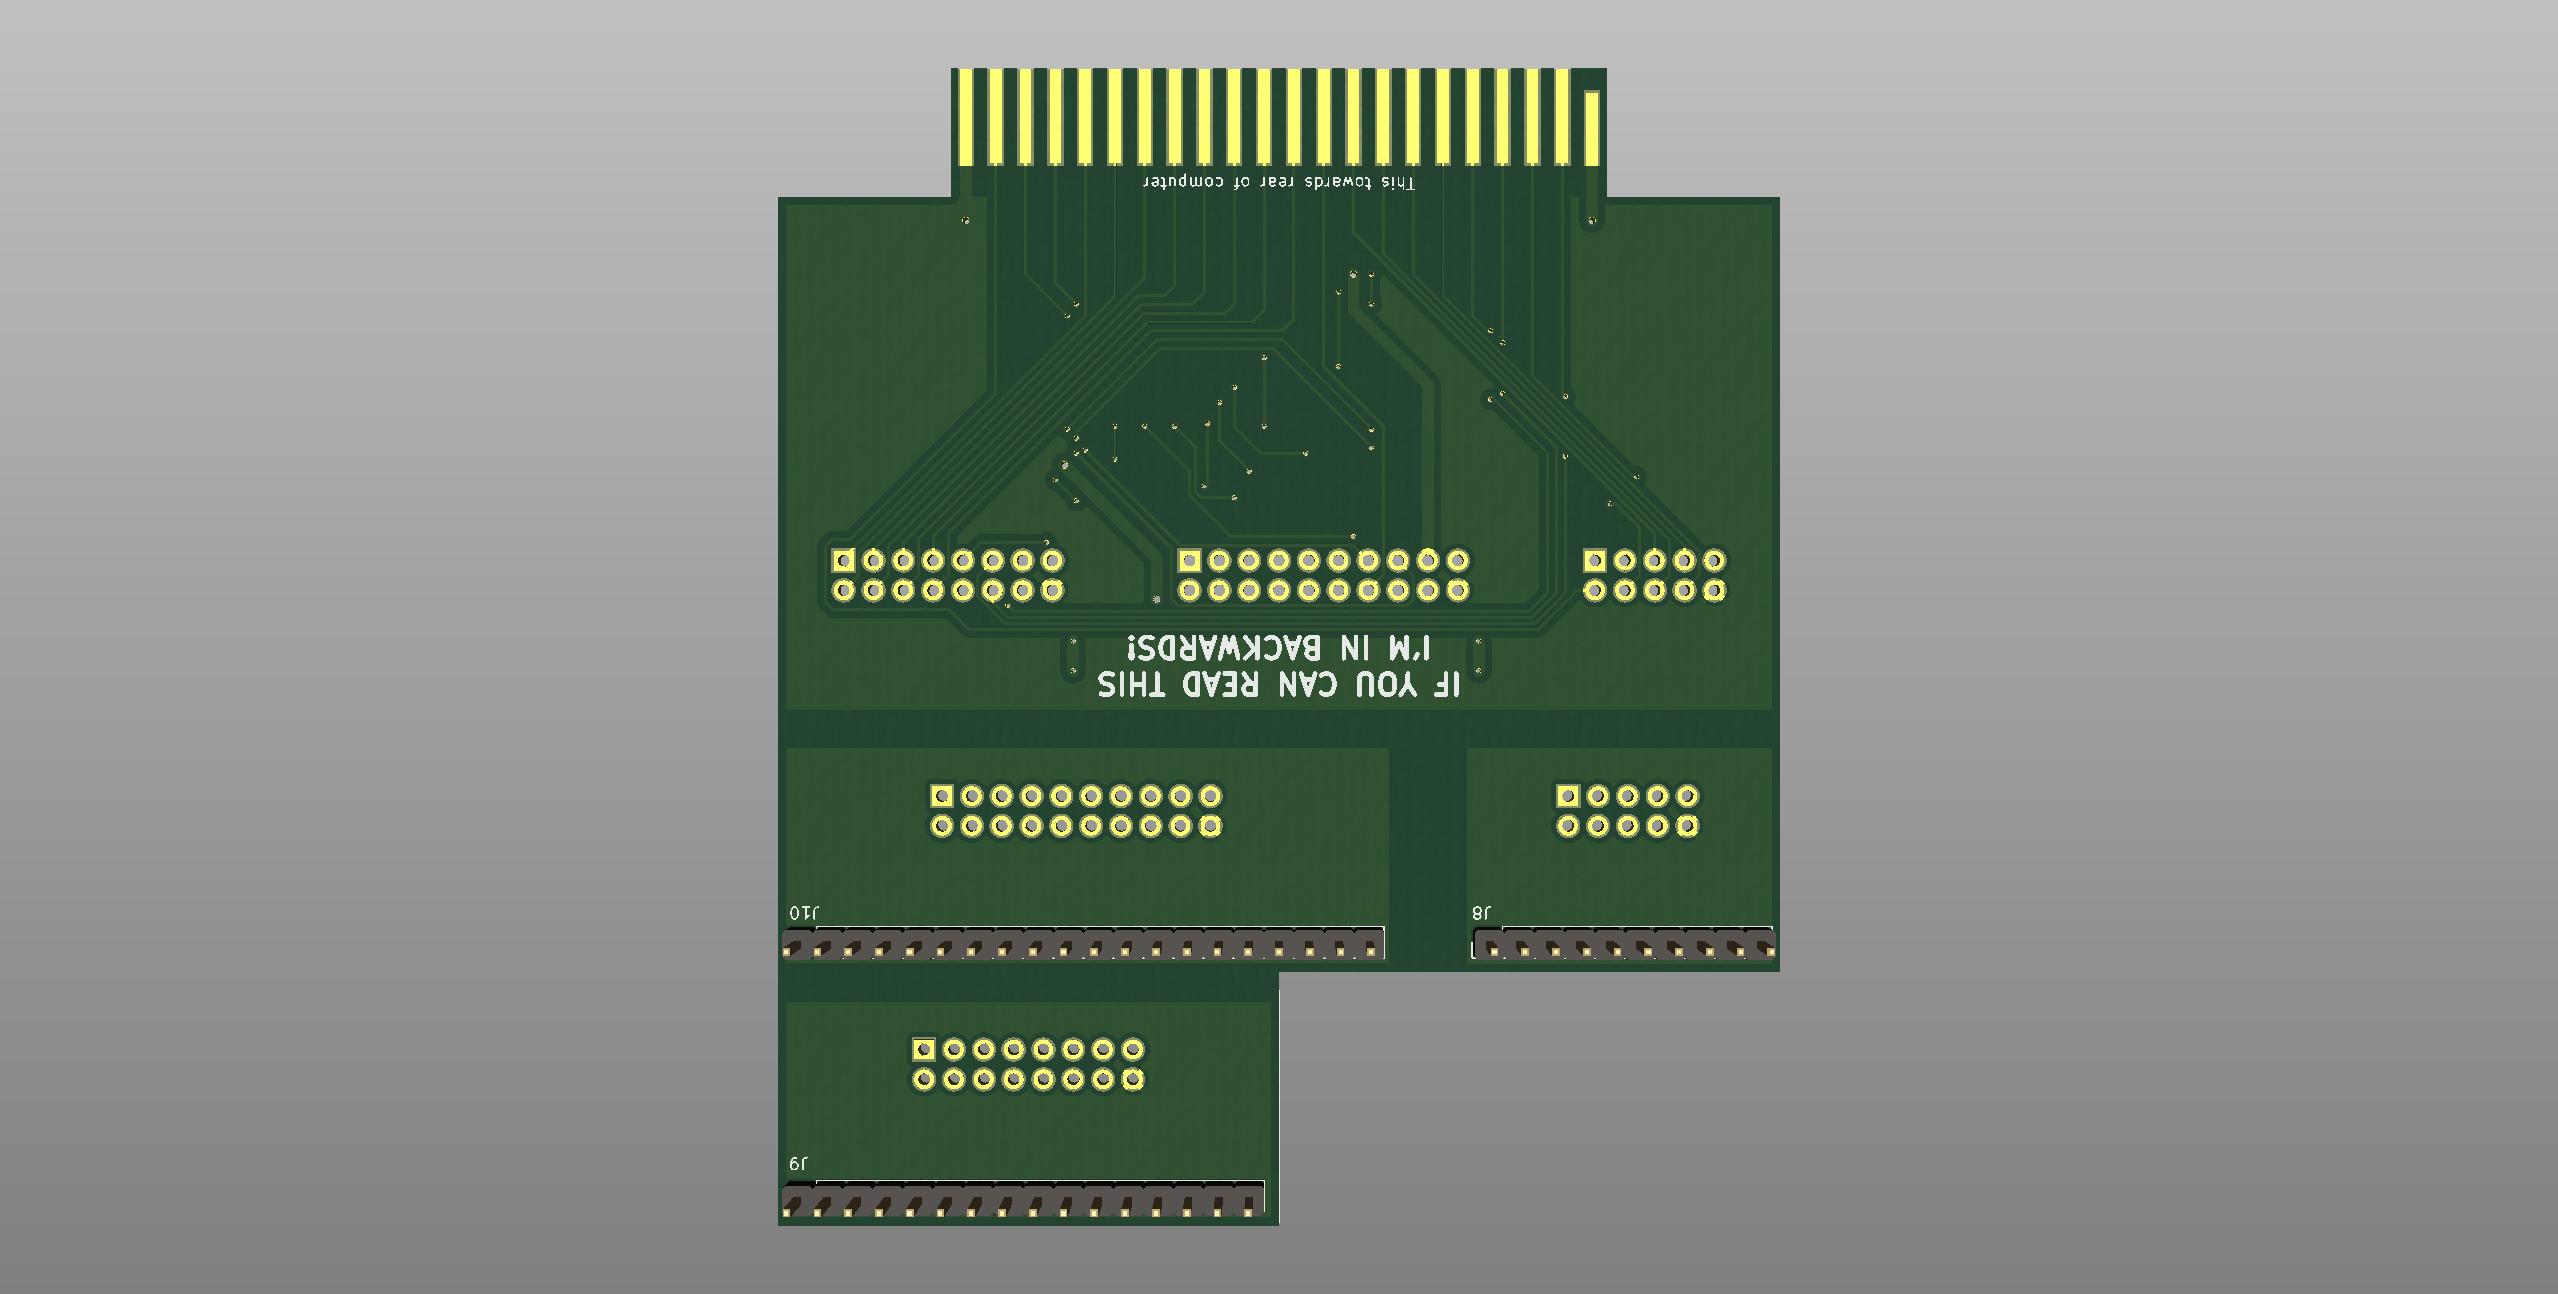 This towards rear of computer
IF YOU CAN READ THIS
I'M IN BACKWARDS!
J10
J8
J9